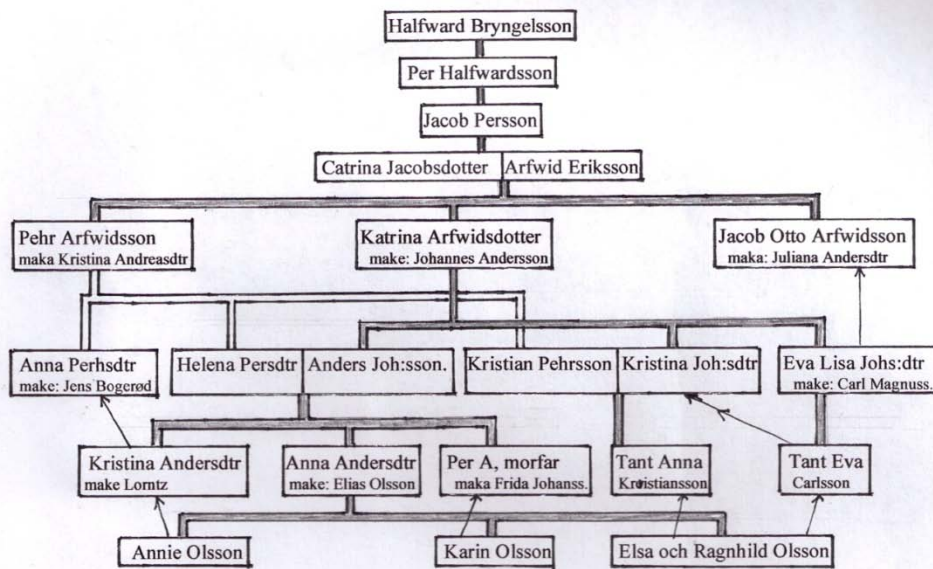 Halfward Bryngelsson
Per Halfwardsson
Jacob Persson
Catrina Jacobsdotter
Arfwid Eriksson
Pehr Arfwidsson
maka Kristina Andreasdtr
Katrina Arfwidsdotter
make: Johannes Andersson
Jacob Otto Arfwidsson
maka: Juliana Andersdtr
Anna Perhsdtr
make: Jens Bogerød
Helena Persdtr
Anders Joh:sson.
Kristian Pehrsson
Kristina Joh:sdtr
Eva Lisa Johs:dtr
make: Carl Magnuss.
Kristina Andersdtr
make Lorntz
Anna Andersdtr
make: Elias Olsson
Per A, morfar
maka Frida Johanss.
Tant Anna
Kroistiansson
Tant Eva
Carlsson
Annie Olsson
Karin Olsson
Elsa och Ragnhild Olsson